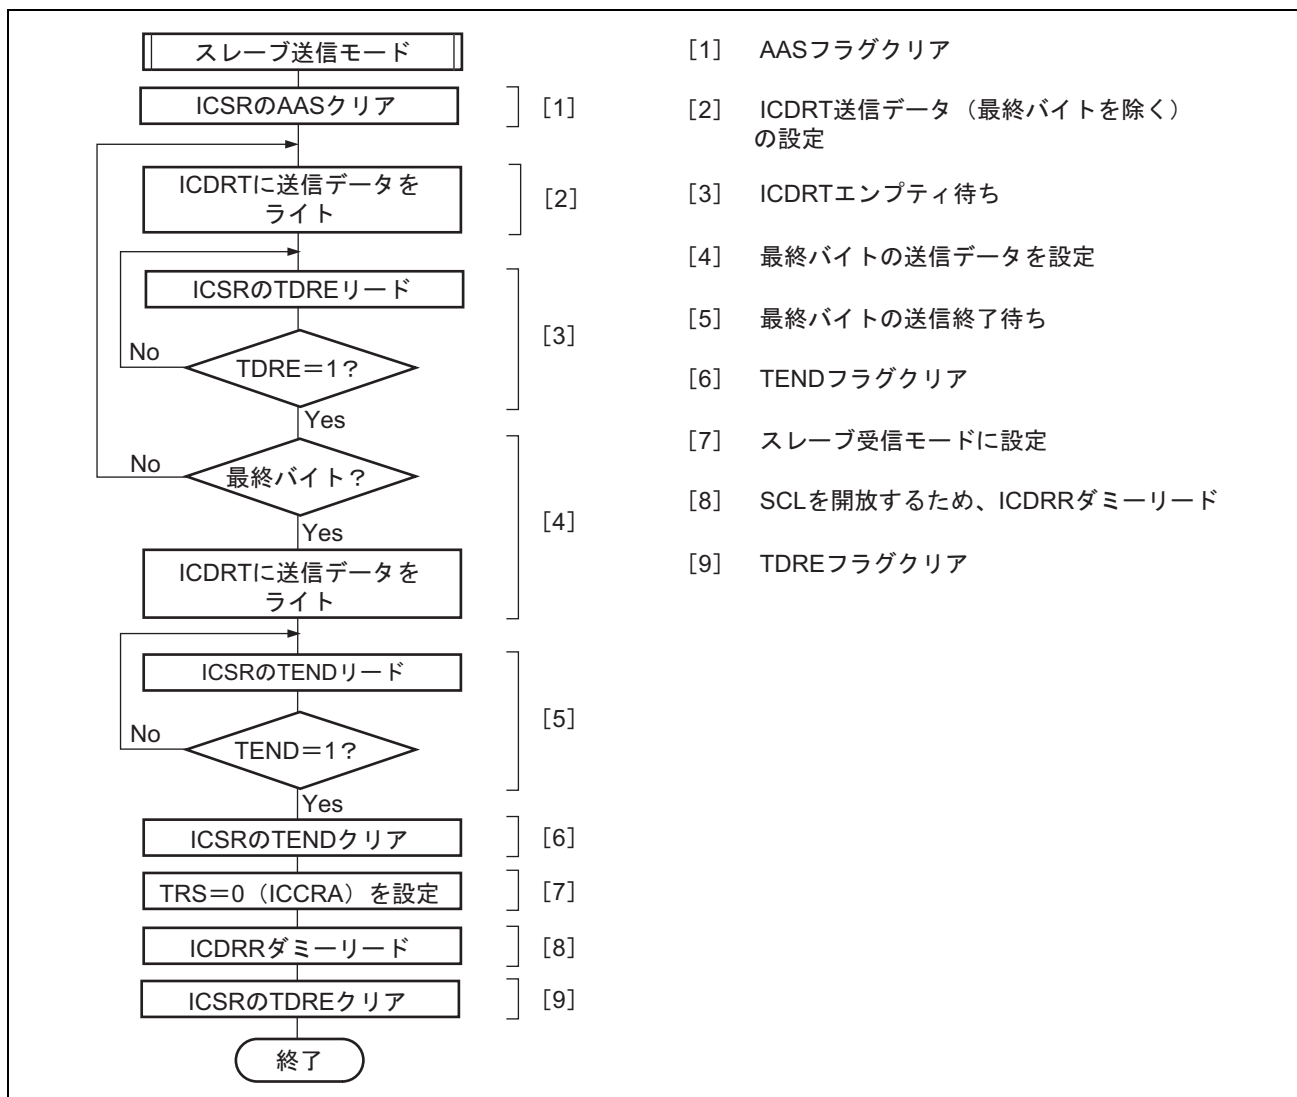 スレーブ送信モード
ICSRのAASクリア
[1]
ICDRTに送信データを
ライト
[2]
ICSRのTDREリード
[3]
No
TDRE＝1？
Yes
No
最終バイト？
[4]
Yes
ICDRTに送信データを
ライト
ICSRのTENDリード
[5]
No
TEND＝1？
Yes
ICSRのTENDクリア
[6]
TRS＝0（ICCRA）を設定
[7]
ICDRRダミーリード
[8]
ICSRのTDREクリア
[9]
終了
[1] AASフラグクリア
[2] ICDRT送信データ（最終バイトを除く）
の設定
[3] ICDRTエンプティ待ち
[4] 最終バイトの送信データを設定
[5] 最終バイトの送信終了待ち
[6] TENDフラグクリア
[7] スレーブ受信モードに設定
[8] SCLを開放するため、ICDRRダミーリード
[9] TDREフラグクリア